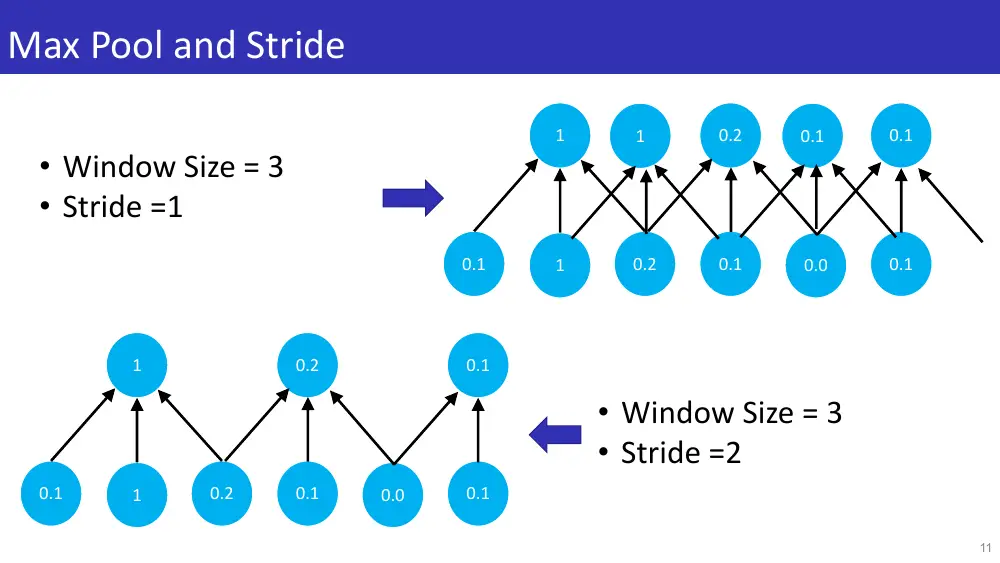 Max Pool and Stride
• Window Size = 3
• Stride =1
1 1 0.2 0.1 0.1
0.1 1 0.2 0.1 0.0 0.1
1 0.2 0.1
0.1 1 0.2 0.1 0.0 0.1
• Window Size = 3
• Stride =2
11